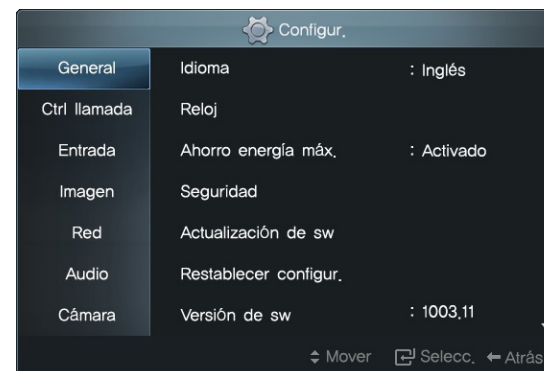 Configur.
General
Idioma : Inglés
Ctrl llamada
Reloj
Entrada
Ahorro energía máx. : Activado
Imagen
Seguridad
Red
Actualización de sw
Audio
Restablecer configur.
Cámara
Versión de sw : 1003.11
Mover Selecc. Atrás